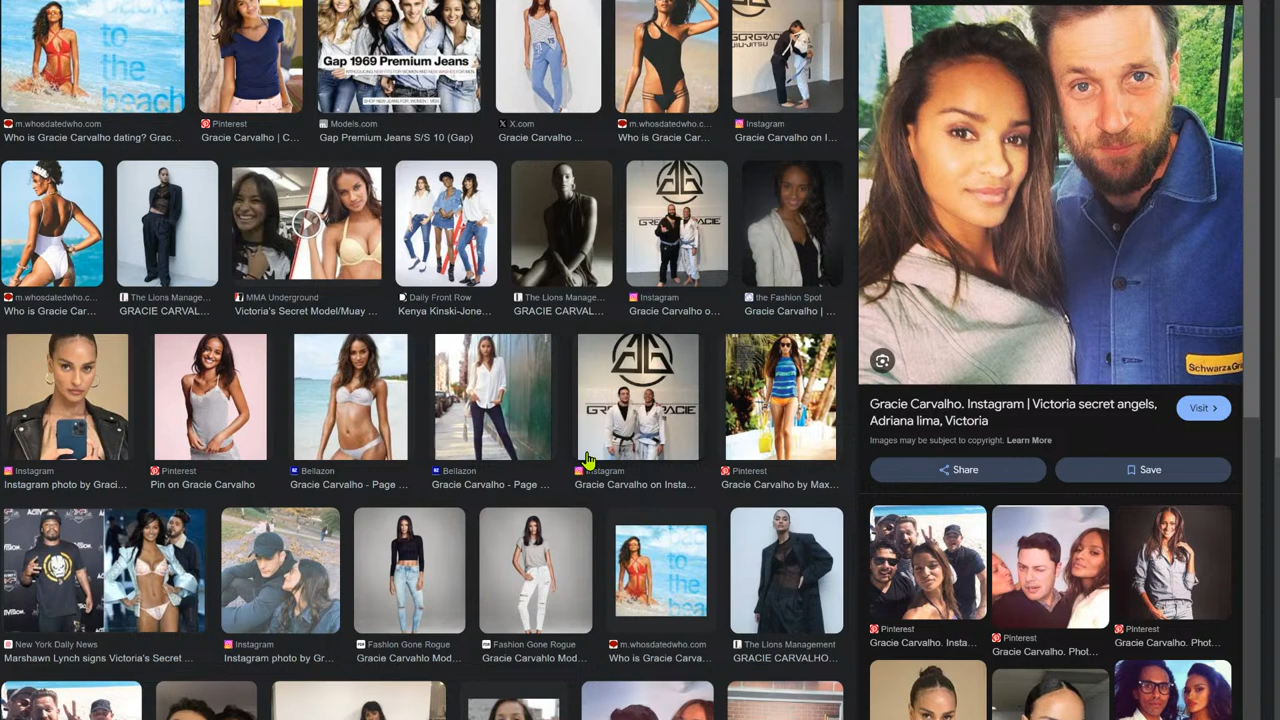 back
to
the
beach
Gap 1969 Premium Jeans
m.whosdatedwho.com
Pinterest
Models.com
X.com
m.whosdatedwho.c...
Instagram
Who is Gracie Carvalho dating? Grac...
Gracie Carvalho | C...
Gap Premium Jeans S/S 10 (Gap)
Gracie Carvalho ...
Who is Gracie Car...
Gracie Carvalho on I...
m.whosdatedwho.c...
The Lions Manage...
MMA Underground
Daily Front Row
The Lions Manage...
Instagram
the Fashion Spot
Who is Gracie Car...
GRACIE CARVAL...
Victoria's Secret Model/Muay ...
Kenya Kinski-Jone...
GRACIE CARVAL...
Gracie Carvalho o...
Gracie Carvalho | ...
Instagram
Pinterest
Bellazon
Bellazon
Instagram
Pinterest
Instagram photo by Graci...
Pin on Gracie Carvalho
Gracie Carvalho - Page ...
Gracie Carvalho - Page ...
Gracie Carvalho on Insta...
Gracie Carvalho by Max...
back
to
the
New York Daily News
Instagram
Fashion Gone Rogue
Fashion Gone Rogue
m.whosdatedwho.com
The Lions Management
Marshawn Lynch signs Victoria's Secret ...
Instagram photo by Gr...
Gracie Carvahlo Mod...
Gracie Carvahlo Mod...
Who is Gracie Carva...
GRACIE CARVALHO...
Schwarz&Gr
Gracie Carvalho. Instagram | Victoria secret angels,
Adriana lima, Victoria
Visit
Images may be subject to copyright. Learn More
Share
Save
Pinterest
Gracie Carvalho. Insta...
Pinterest
Gracie Carvalho. Phot...
Pinterest
Gracie Carvalho. Phot...